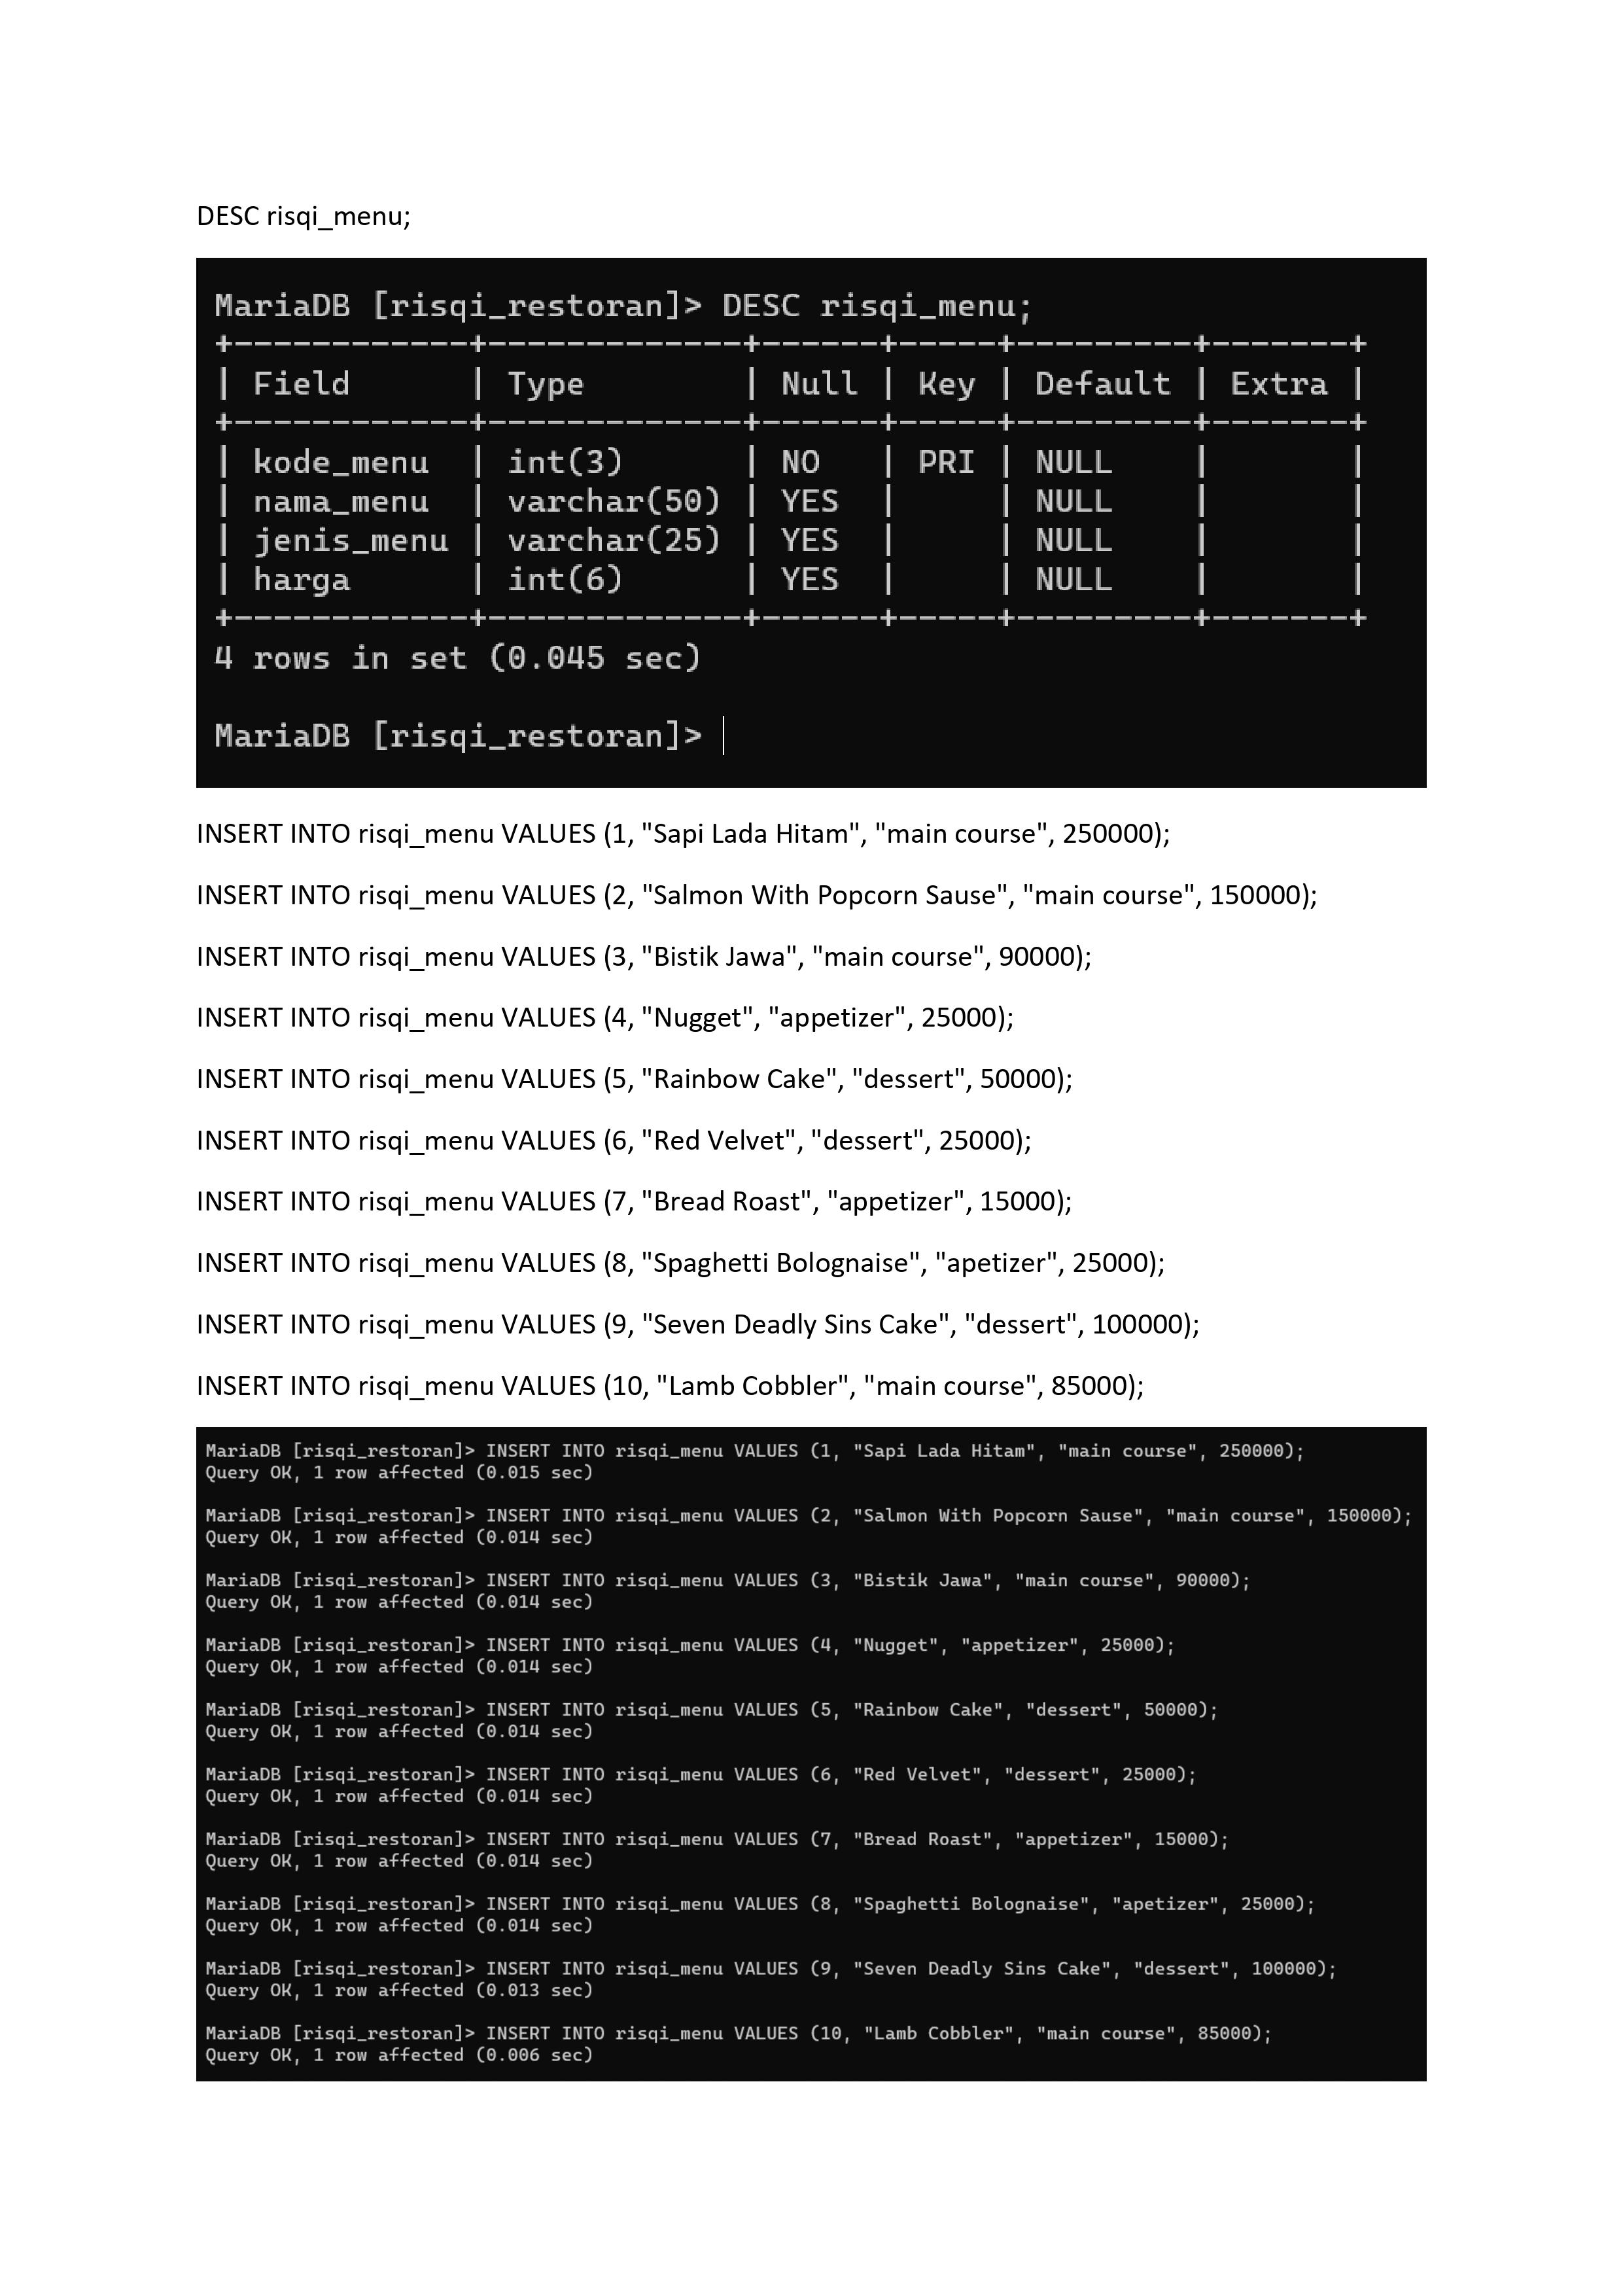 DESC risqi_menu;
MariaDB [risqi_restoran]> DESC risqi_menu;
+------------+-------------+------+-----+---------+-------+
| Field      | Type        | Null | Key | Default | Extra |
+------------+-------------+------+-----+---------+-------+
| kode_menu  | int(3)      | NO   | PRI | NULL    |       |
| nama_menu  | varchar(50) | YES  |     | NULL    |       |
| jenis_menu | varchar(25) | YES  |     | NULL    |       |
| harga      | int(6)      | YES  |     | NULL    |       |
+------------+-------------+------+-----+---------+-------+
4 rows in set (0.045 sec)
MariaDB [risqi_restoran]>
INSERT INTO risqi_menu VALUES (1, "Sapi Lada Hitam", "main course", 250000);
INSERT INTO risqi_menu VALUES (2, "Salmon With Popcorn Sause", "main course", 150000);
INSERT INTO risqi_menu VALUES (3, "Bistik Jawa", "main course", 90000);
INSERT INTO risqi_menu VALUES (4, "Nugget", "appetizer", 25000);
INSERT INTO risqi_menu VALUES (5, "Rainbow Cake", "dessert", 50000);
INSERT INTO risqi_menu VALUES (6, "Red Velvet", "dessert", 25000);
INSERT INTO risqi_menu VALUES (7, "Bread Roast", "appetizer", 15000);
INSERT INTO risqi_menu VALUES (8, "Spaghetti Bolognaise", "apetizer", 25000);
INSERT INTO risqi_menu VALUES (9, "Seven Deadly Sins Cake", "dessert", 100000);
INSERT INTO risqi_menu VALUES (10, "Lamb Cobbler", "main course", 85000);
MariaDB [risqi_restoran]> INSERT INTO risqi_menu VALUES (1, "Sapi Lada Hitam", "main course", 250000);
Query OK, 1 row affected (0.015 sec)
MariaDB [risqi_restoran]> INSERT INTO risqi_menu VALUES (2, "Salmon With Popcorn Sause", "main course", 150000);
Query OK, 1 row affected (0.014 sec)
MariaDB [risqi_restoran]> INSERT INTO risqi_menu VALUES (3, "Bistik Jawa", "main course", 90000);
Query OK, 1 row affected (0.014 sec)
MariaDB [risqi_restoran]> INSERT INTO risqi_menu VALUES (4, "Nugget", "appetizer", 25000);
Query OK, 1 row affected (0.014 sec)
MariaDB [risqi_restoran]> INSERT INTO risqi_menu VALUES (5, "Rainbow Cake", "dessert", 50000);
Query OK, 1 row affected (0.014 sec)
MariaDB [risqi_restoran]> INSERT INTO risqi_menu VALUES (6, "Red Velvet", "dessert", 25000);
Query OK, 1 row affected (0.014 sec)
MariaDB [risqi_restoran]> INSERT INTO risqi_menu VALUES (7, "Bread Roast", "appetizer", 15000);
Query OK, 1 row affected (0.014 sec)
MariaDB [risqi_restoran]> INSERT INTO risqi_menu VALUES (8, "Spaghetti Bolognaise", "apetizer", 25000);
Query OK, 1 row affected (0.014 sec)
MariaDB [risqi_restoran]> INSERT INTO risqi_menu VALUES (9, "Seven Deadly Sins Cake", "dessert", 100000);
Query OK, 1 row affected (0.013 sec)
MariaDB [risqi_restoran]> INSERT INTO risqi_menu VALUES (10, "Lamb Cobbler", "main course", 85000);
Query OK, 1 row affected (0.006 sec)